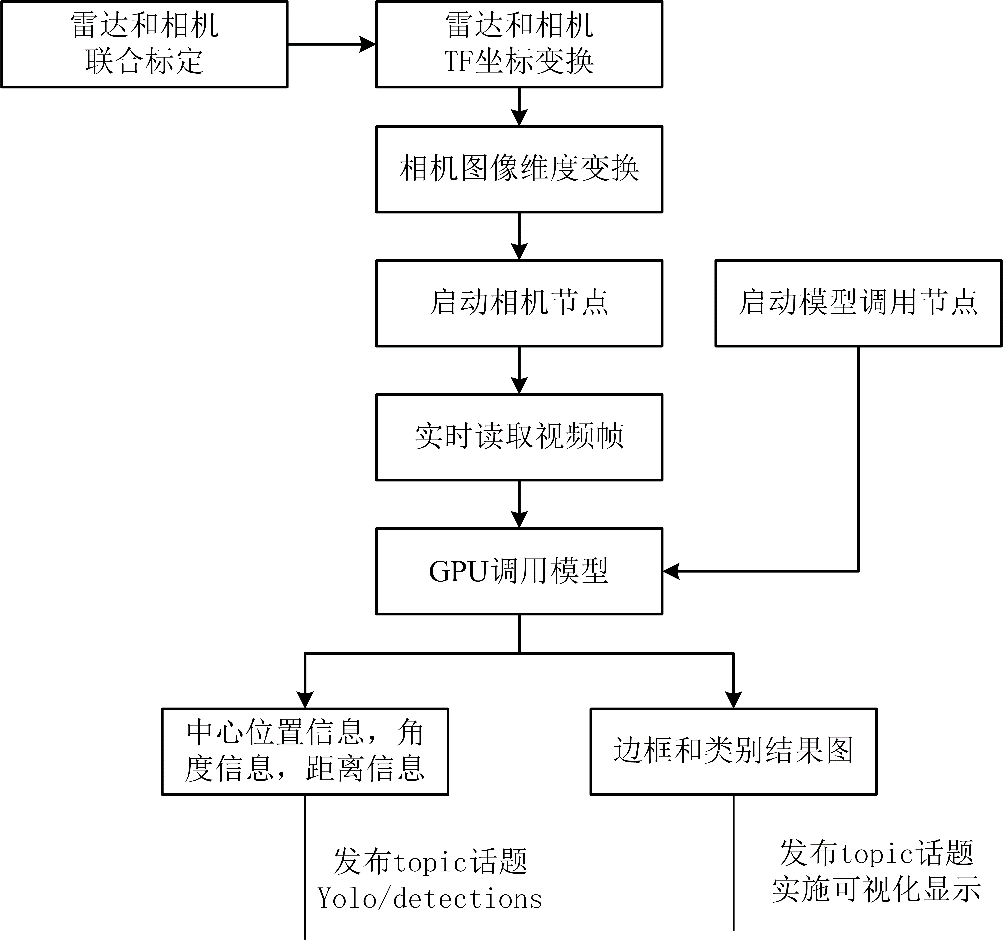 雷达和相机
联合标定
雷达和相机
TF坐标变换
相机图像维度变换
启动相机节点
启动模型调用节点
实时读取视频帧
GPU调用模型
中心位置信息，角
度信息，距离信息
边框和类别结果图
发布topic话题
Yolo/detections
发布topic话题
实施可视化显示